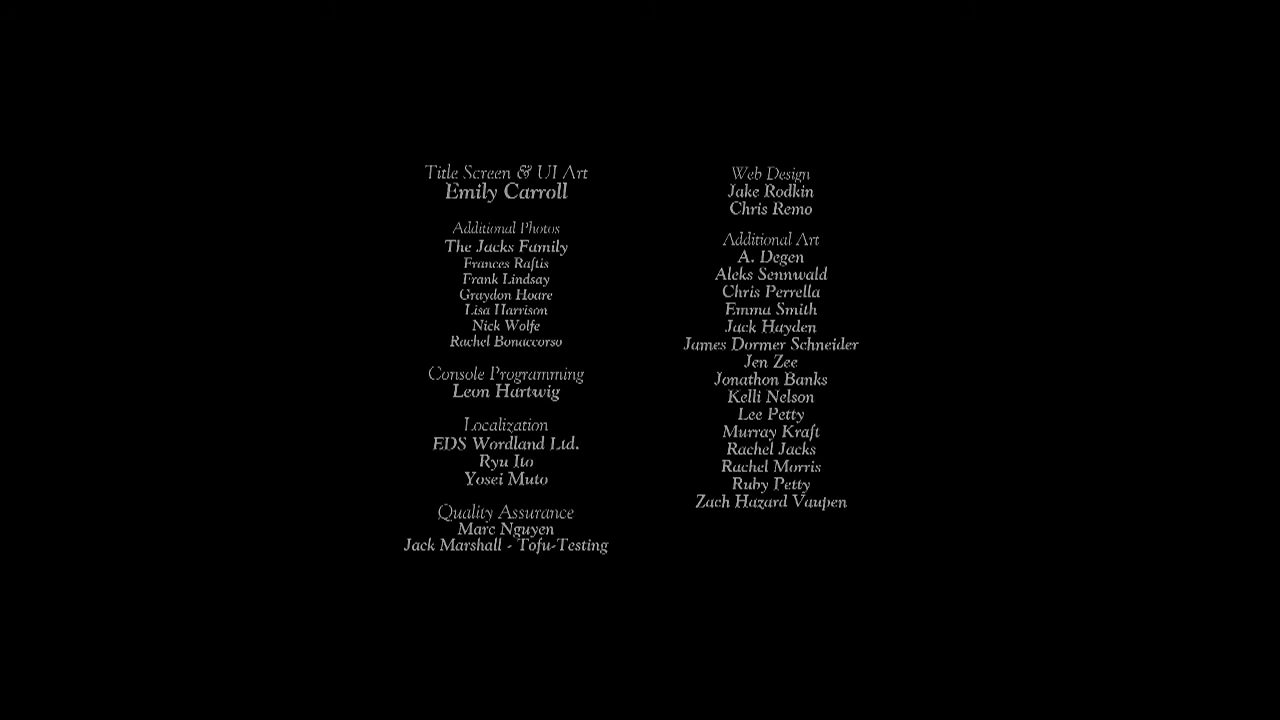 Title Screen & UI Art
Emily Carroll
Additional Photos
The Jacks Family
Frances Raftis
Frank Lindsay
Graydon Hoare
Lisa Harrison
Nick Wolfe
Rachel Bonaccorso
Console Programming
Leon Hartwig
Localization
EDS Wordland Ltd.
Ryu Ito
Yosei Muto
Quality Assurance
Marc Nguyen
Jack Marshall - Tofu-Testing
Web Design
Jake Rodkin
Chris Remo
Additional Art
A. Degen
Aleks Sennwald
Chris Perrella
Emma Smith
Jack Hayden
James Dormer Schneider
Jen Zee
Jonathon Banks
Kelli Nelson
Lee Petty
Murray Kraft
Rachel Jacks
Rachel Morris
Ruby Petty
Zach Hazard Vaupen